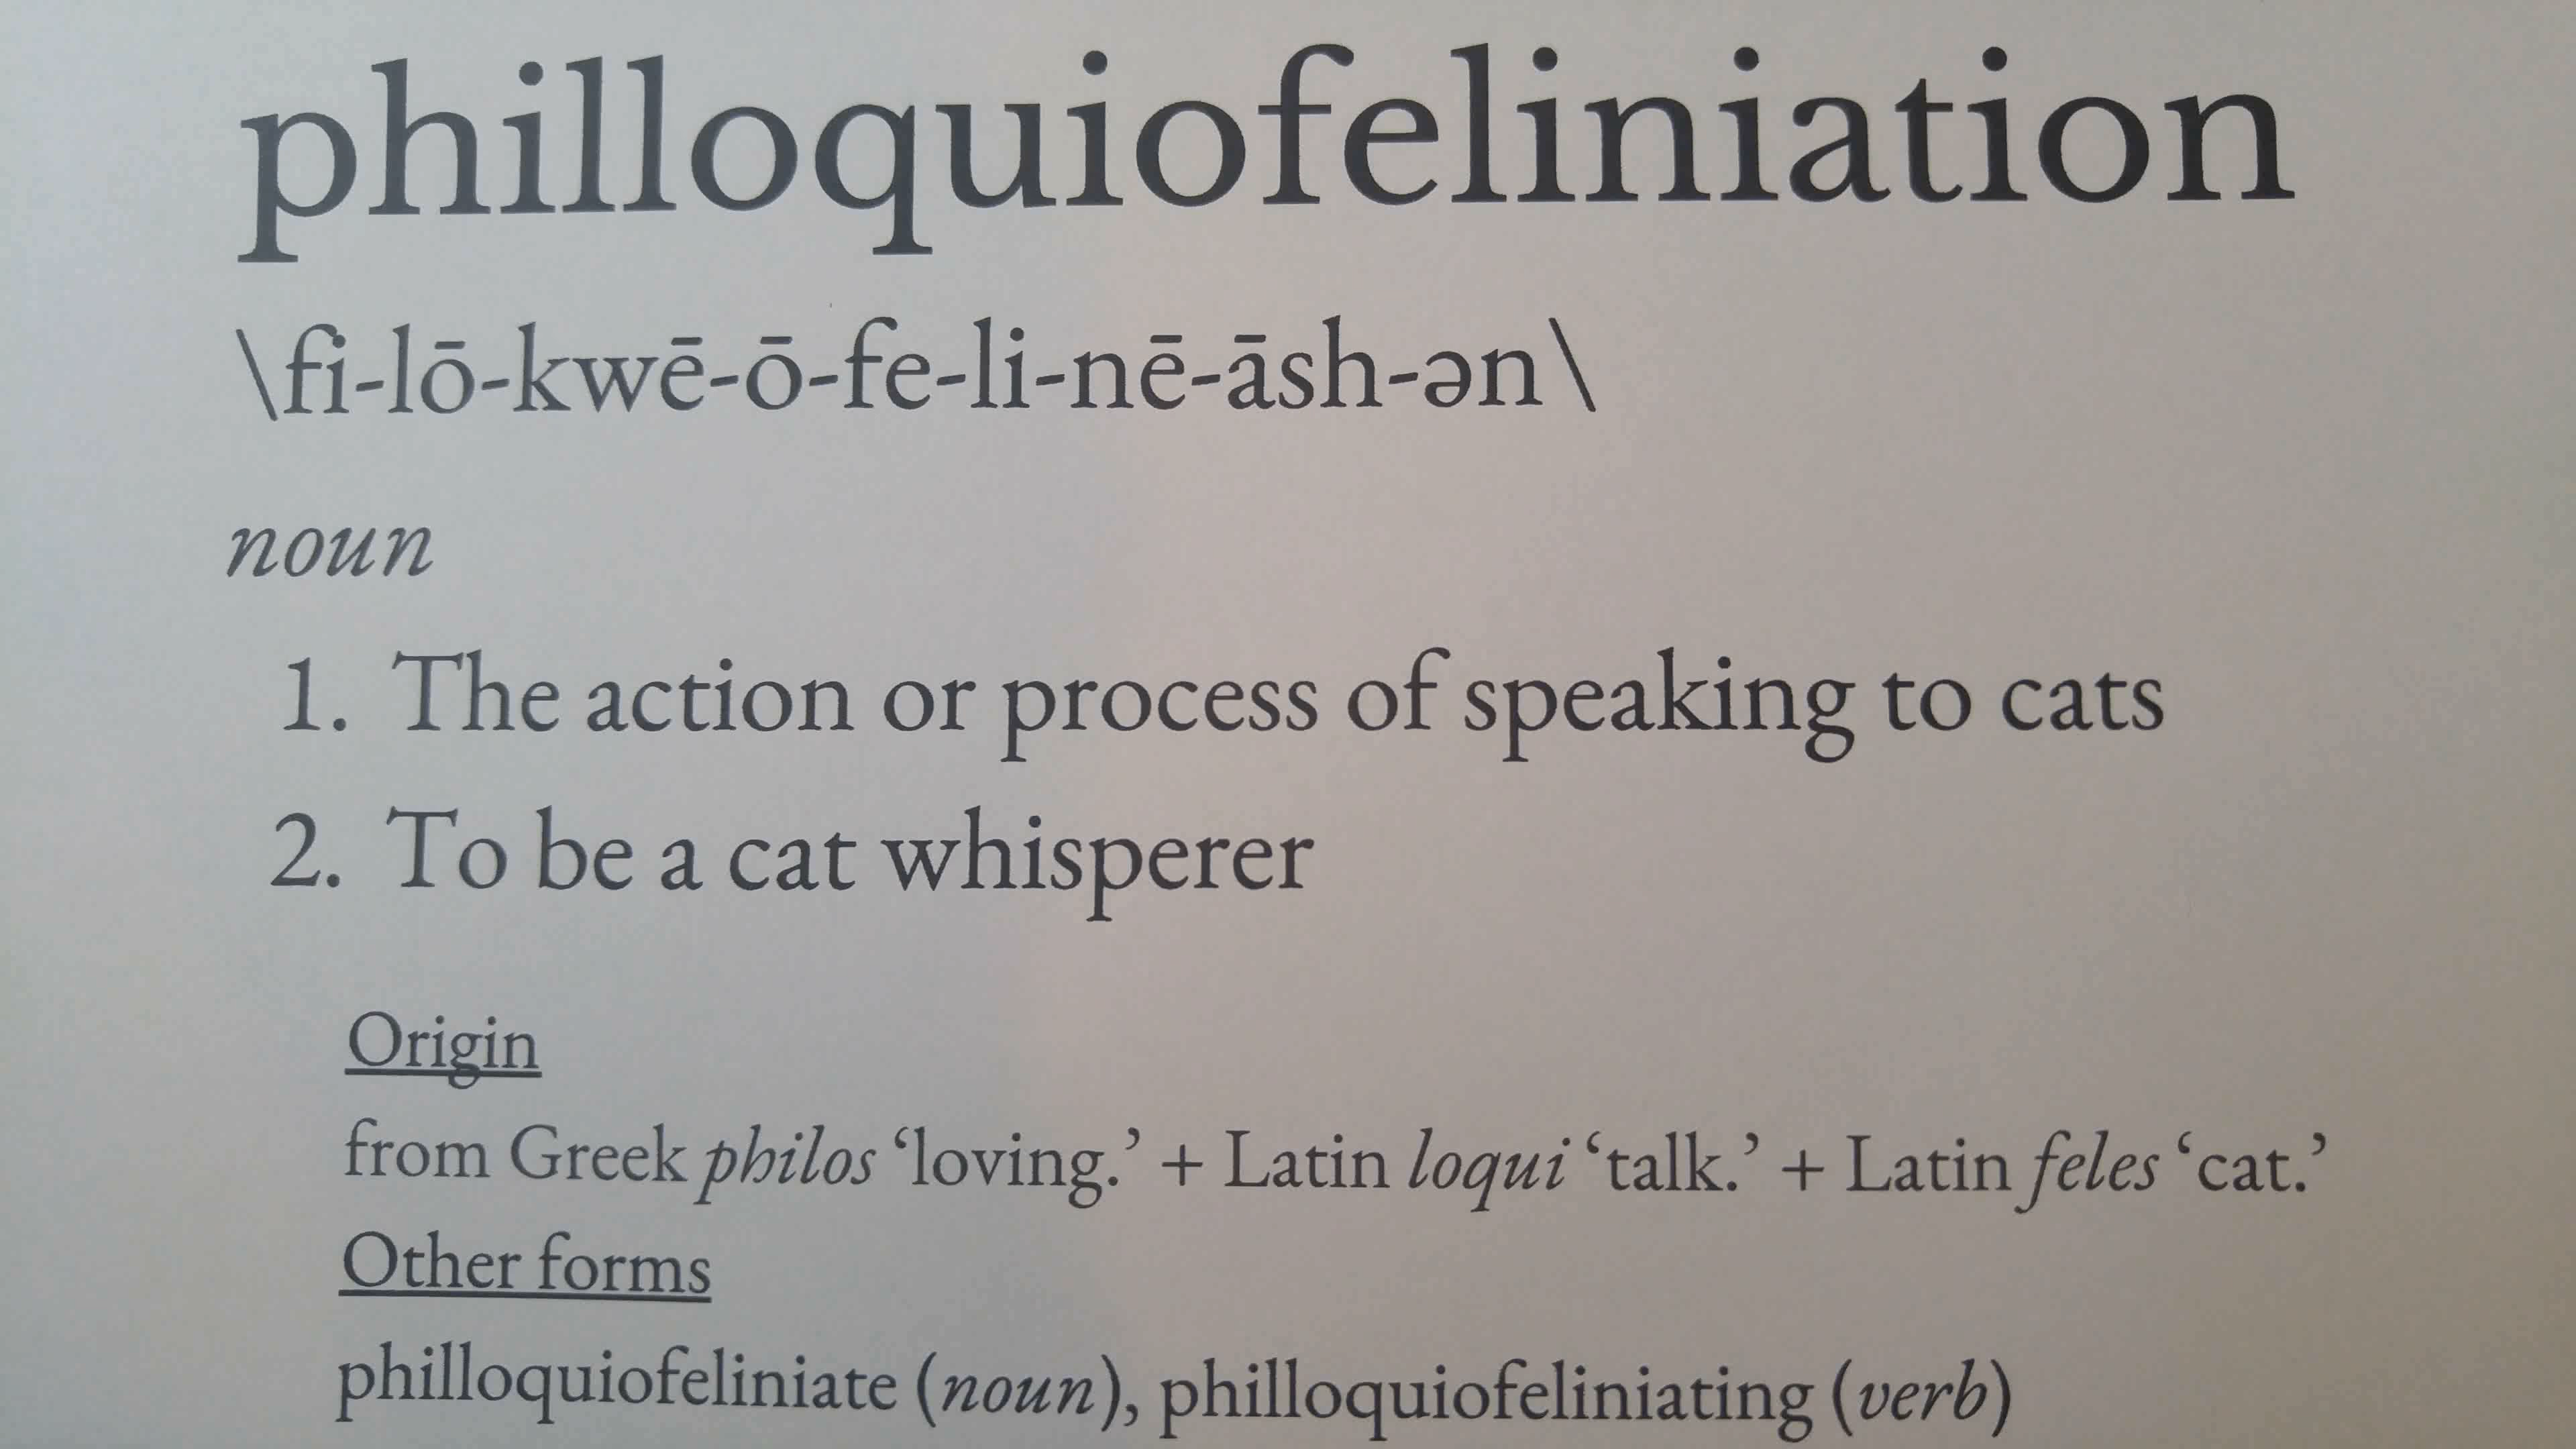 philloquiofeliniation
\fi-lō-kwē-ō-fe-li-nē-āsh-ən\
noun
1. The action or process of speaking to cats
2. To be a cat whisperer
Origin
from Greek philos ‘loving.’ + Latin loqui ‘talk.’ + Latin feles ‘cat.’
Other forms
philloquiofeliniate (noun), philloquiofeliniating (verb)